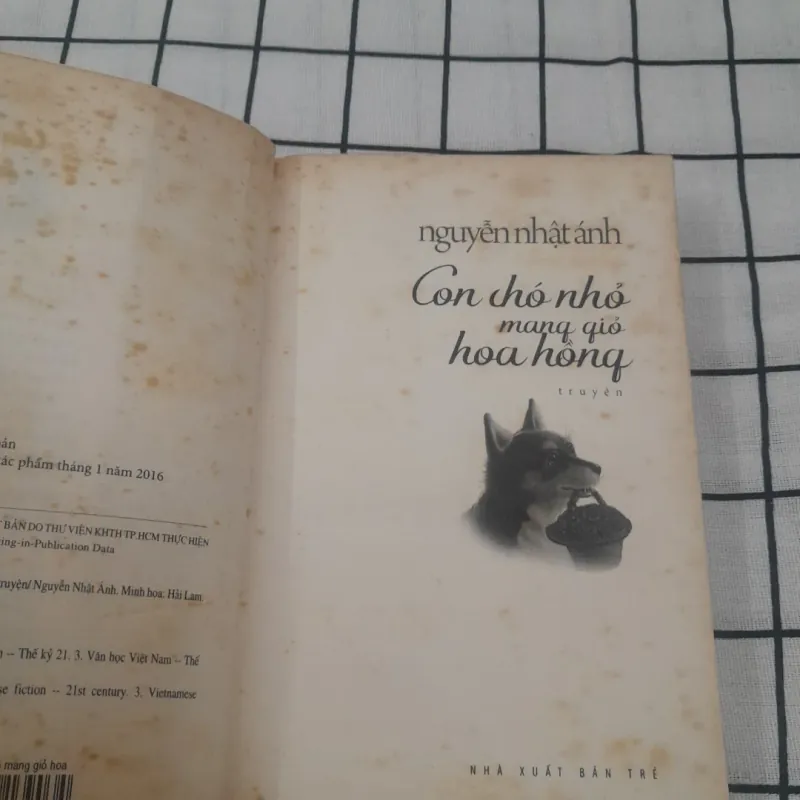 ác phẩm tháng 1 năm 2016
BẢN DO THƯ VIỆN KHTH TP.HCM THỰC HIỆN
ing-in-Publication Data
ruyện/ Nguyễn Nhật Ánh. Minh họa: Hải Lam
-- Thế kỷ 21. 3. Văn học Việt Nam -- Thế
se fiction -- 21st century. 3. Vietnamese
mang giỏ hoa
nguyễn nhật ánh
Con chó nhỏ
mang giỏ
hoa hồng
truyện
NHÀ XUẤT BẢN TRẺ